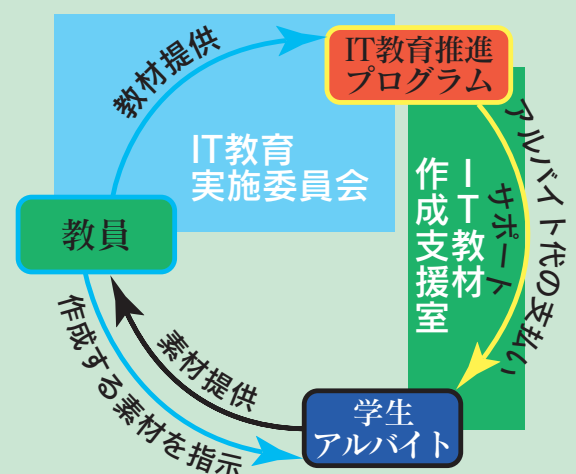 教材提供
IT教育推進
プログラム
IT教育
実施委員会
IT教材
作成支援室
サポート
アルバイト代の支払い
教員
素材提供
作成する素材を指示
学生
アルバイト